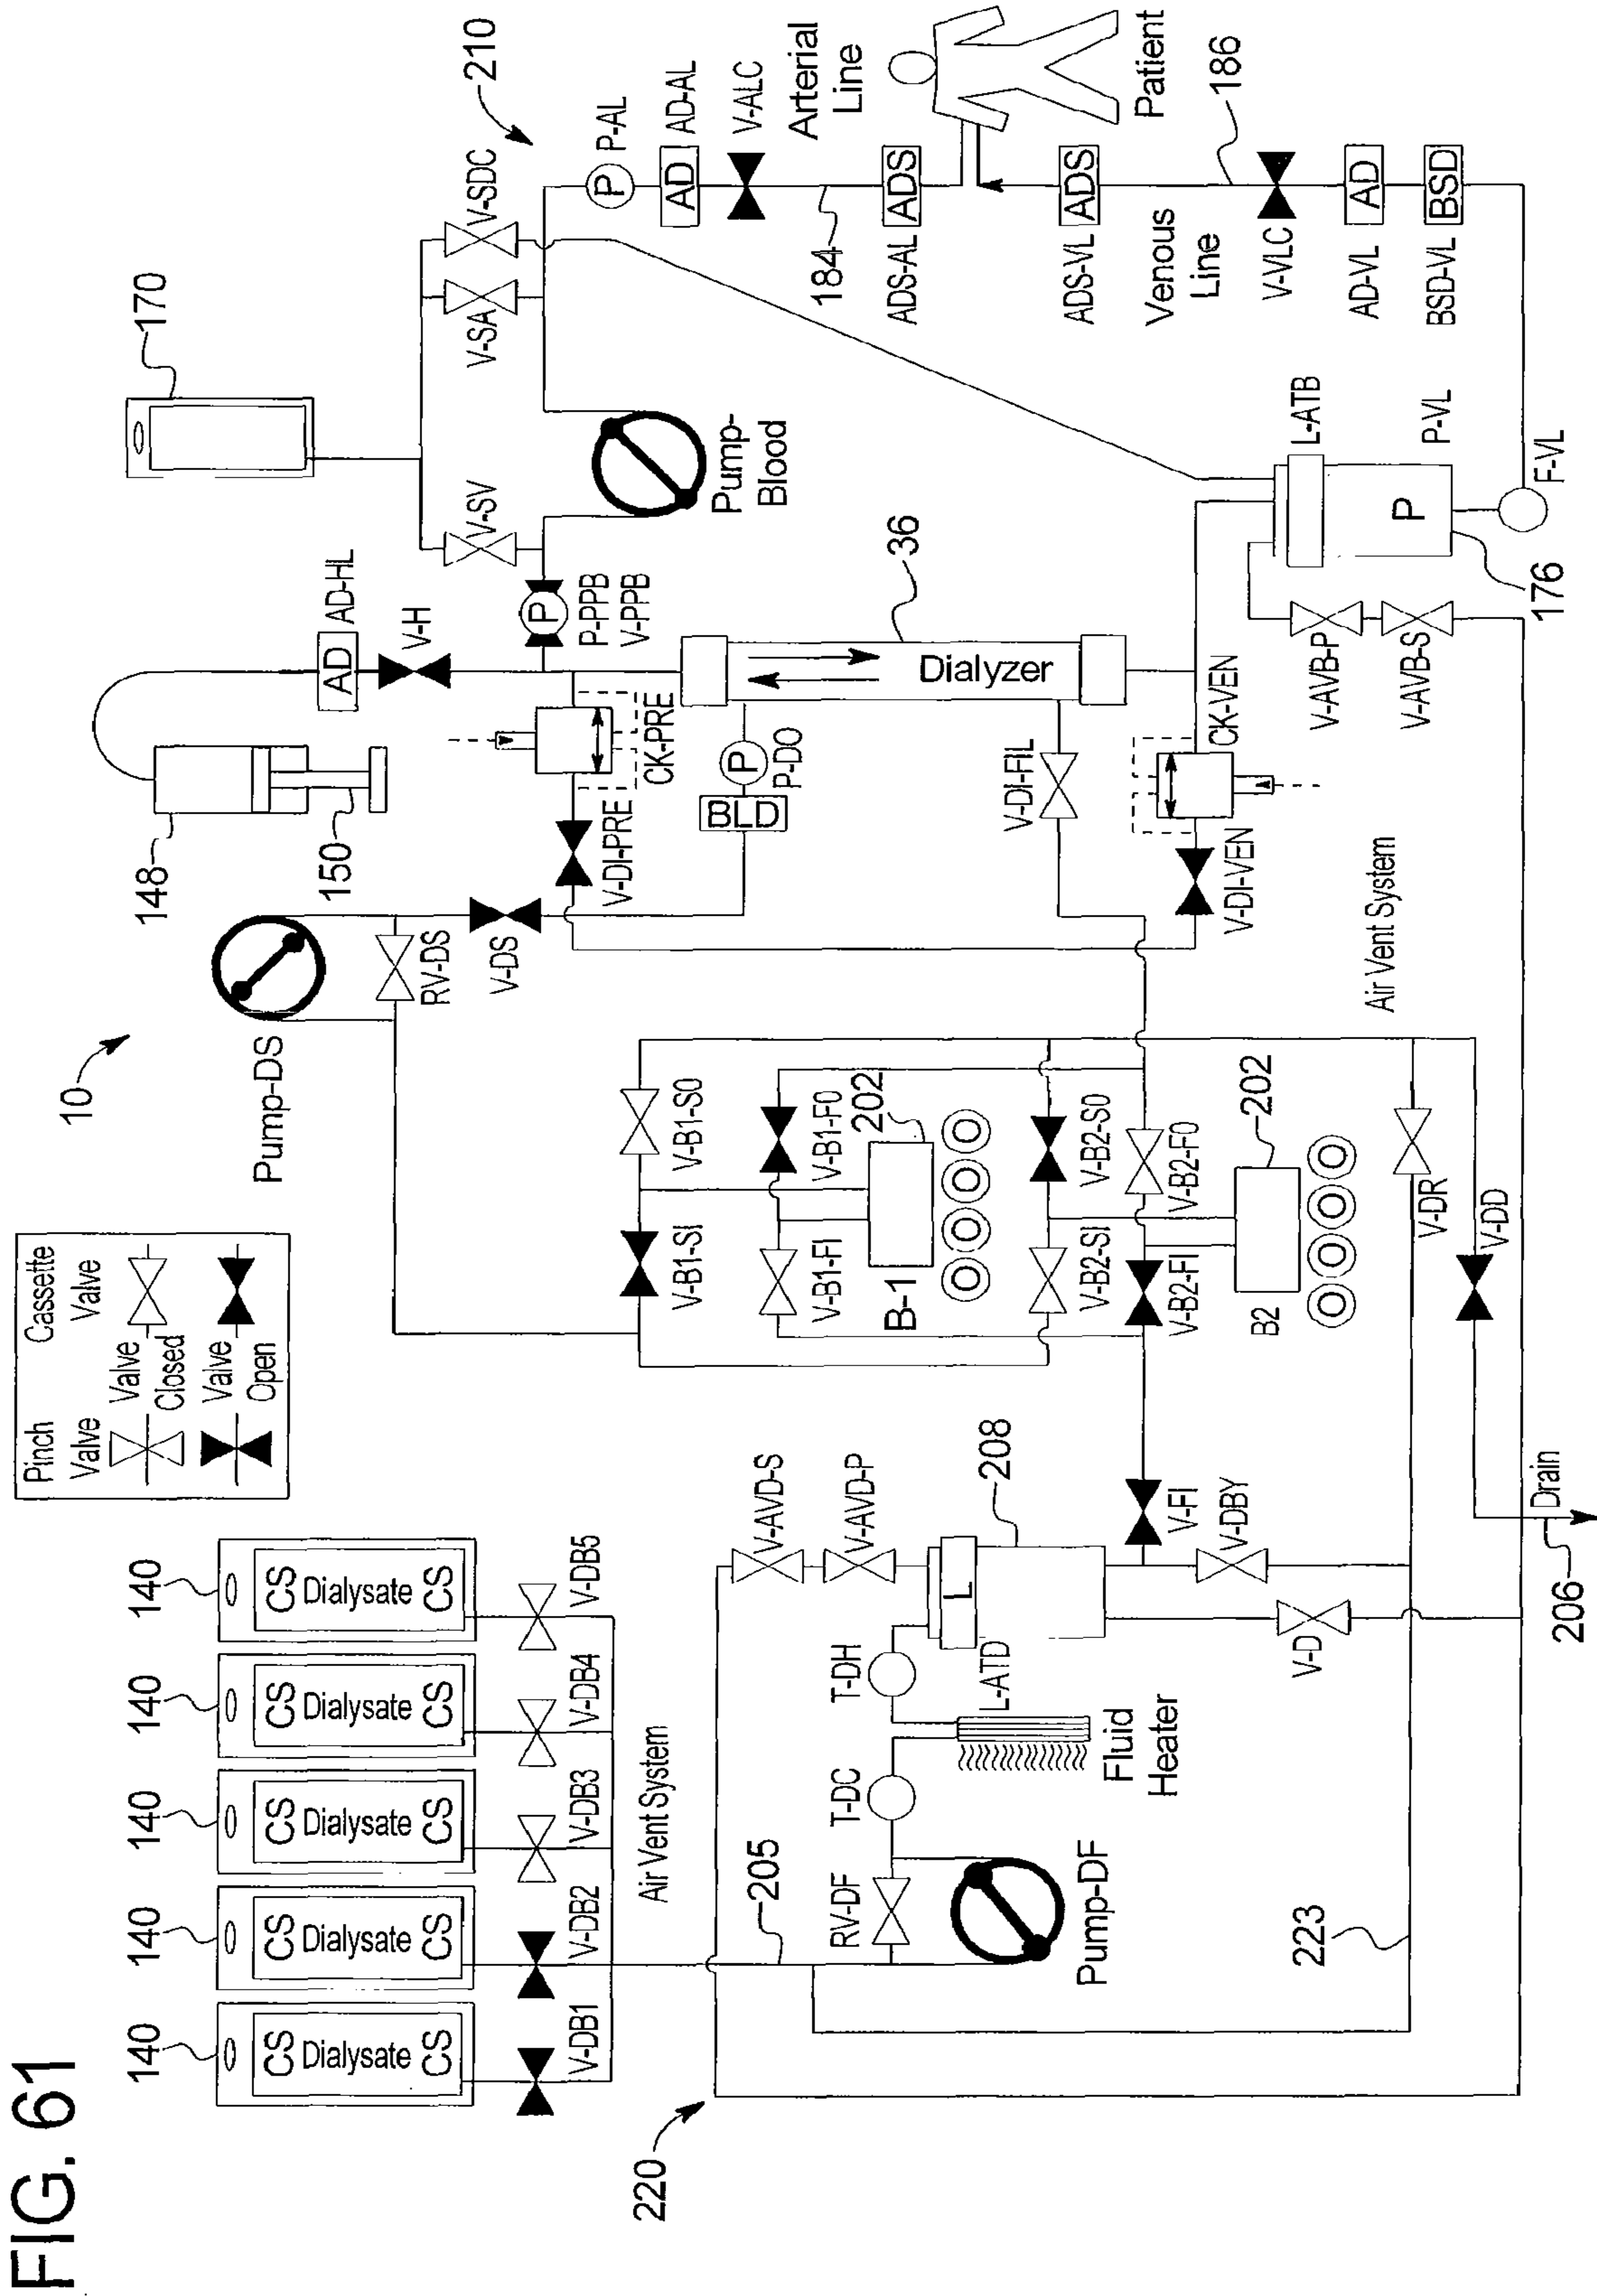 FIG. 61
Pinch Valve
Cassette Valve
Valve Closed
Valve Open
10
Pump-DS
RV-DS
V-DS
148
150
AD
AD-HL
V-H
170
V-SV
V-SA
V-SDC
210
P
P-AL
AD
AD-AL
V-ALC
Arterial
Line
184
ADS
ADS-AL
Patient
ADS
ADS-VL
Venous
Line
186
V-VLC
AD
AD-VL
BSD
BSD-VL
Pump-
Blood
P
P-PPB
V-PPB
CK-PRE
V-DI-PRE
36
Dialyzer
P
P-DO
BLD
V-DI-FIL
CK-VEN
V-DI-VEN
L-ATB
P
P-VL
F-VL
176
V-AVB-P
V-AVB-S
Air Vent System
140
CS
Dialysate
CS
V-DB1
140
CS
Dialysate
CS
V-DB2
140
CS
Dialysate
CS
V-DB3
140
CS
Dialysate
CS
V-DB4
140
CS
Dialysate
CS
V-DB5
Air Vent System
205
220
V-AVD-S
V-AVD-P
RV-DF
Pump-DF
T-DC
T-DH
Fluid
Heater
L
L-ATD
208
V-FI
V-DBY
V-D
223
V-B1-SI
V-B1-S0
V-B1-FI
V-B1-F0
B-1
202
V-B2-SI
V-B2-S0
V-B2-FI
V-B2-F0
B2
202
V-DR
V-DD
Drain
206